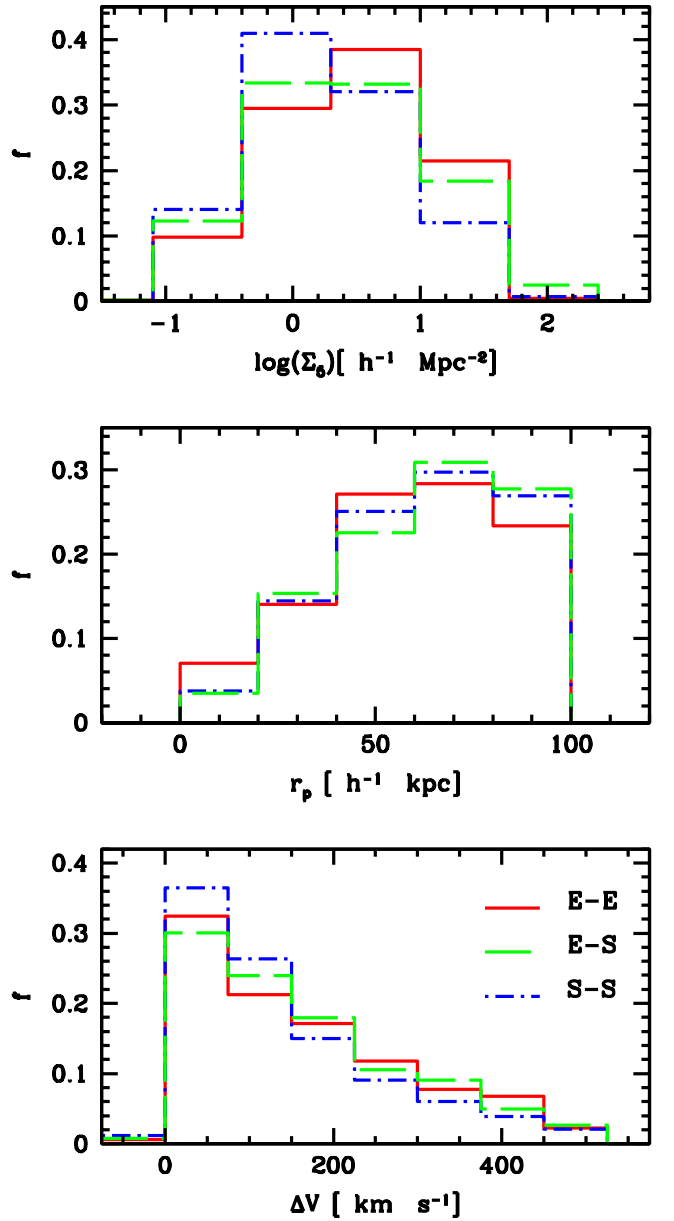 0.4
0.3
0.2
0.1
0
f
-1 0 1 2
log(Σ₅)[ h⁻¹ Mpc⁻²]
0.3
0.2
0.1
0
f
0 50 100
rₚ [ h⁻¹ kpc]
0.4
0.3
0.2
0.1
0
f
E-E
E-S
S-S
0 200 400
ΔV [ km s⁻¹]